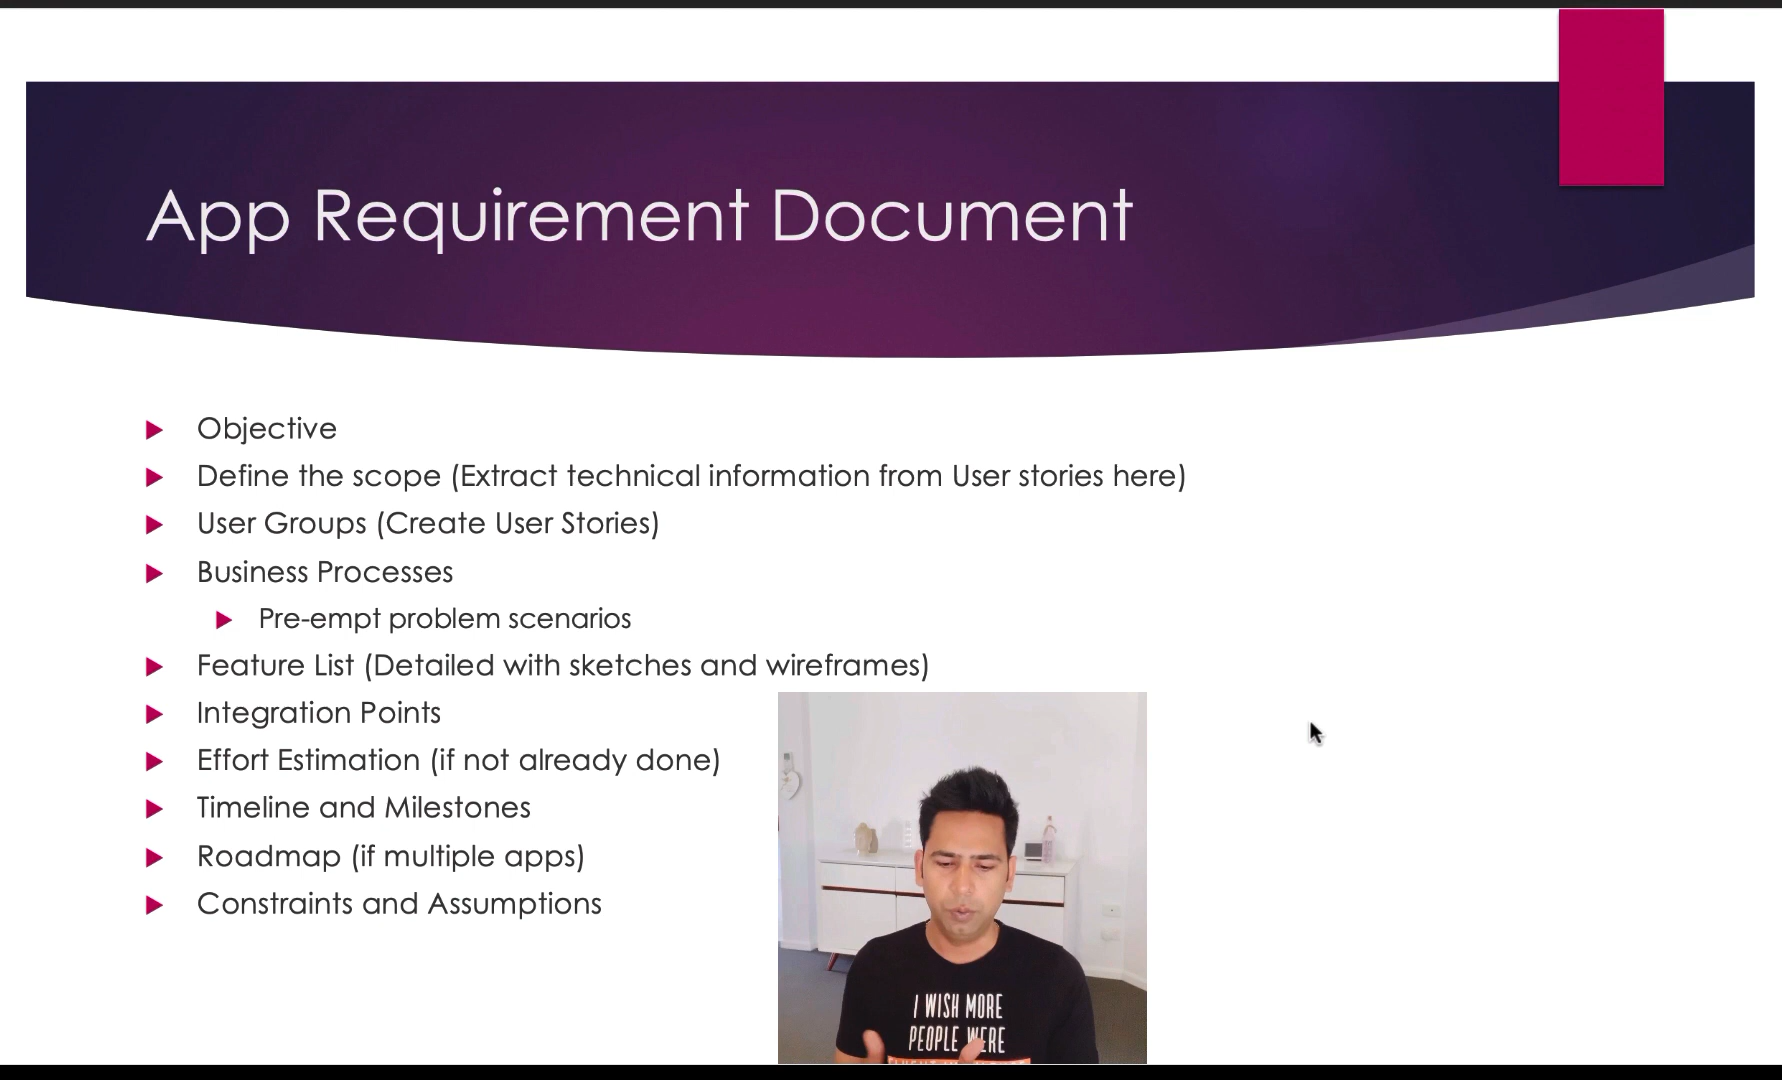 App Requirement Document
Objective
Define the scope (Extract technical information from User stories here)
User Groups (Create User Stories)
Business Processes
Pre-empt problem scenarios
Feature List (Detailed with sketches and wireframes)
Integration Points
Effort Estimation (if not already done)
Timeline and Milestones
Roadmap (if multiple apps)
Constraints and Assumptions
I WISH MORE
PEOPLE WERE